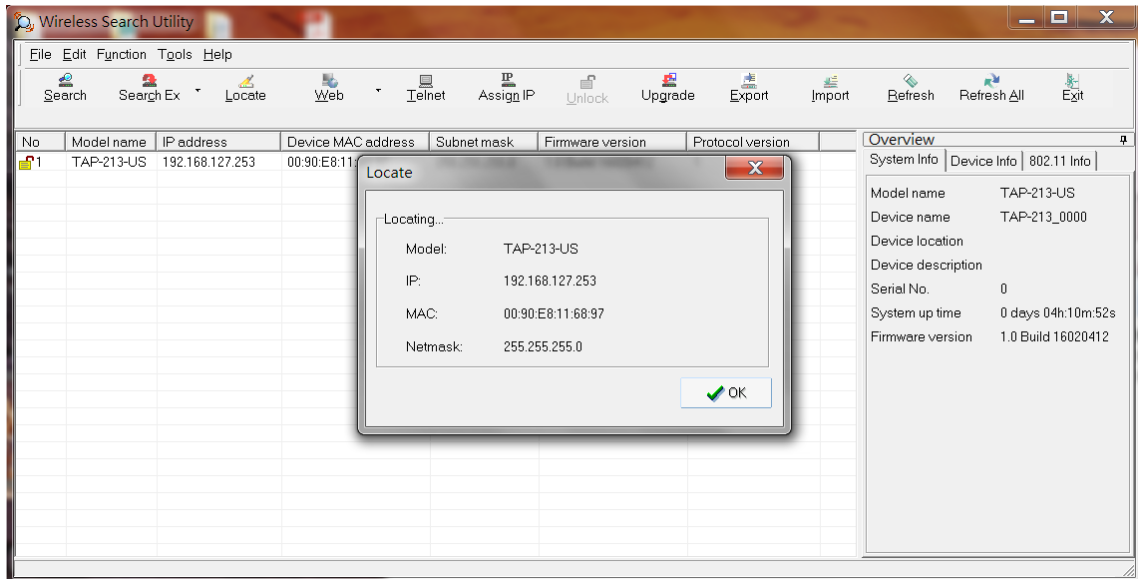 Wireless Search Utility
File Edit Function Tools Help
Search Search Ex Locate Web Telnet Assign IP Unlock Upgrade Export Import Refresh Refresh All Exit
No Model name IP address Device MAC address Subnet mask Firmware version Protocol version
1 TAP-213-US 192.168.127.253 00:90:E8:11:
Locate
Locating...
Model: TAP-213-US
IP: 192.168.127.253
MAC: 00:90:E8:11:68:97
Netmask: 255.255.255.0
OK
Overview
System Info Device Info 802.11 Info
Model name TAP-213-US
Device name TAP-213_0000
Device location
Device description
Serial No. 0
System up time 0 days 04h:10m:52s
Firmware version 1.0 Build 16020412